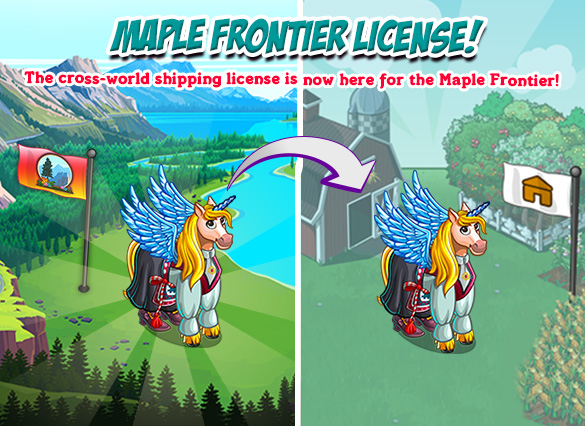 MAPLE FRONTIER LICENSE!
The cross-world shipping license is now here for the Maple Frontier!